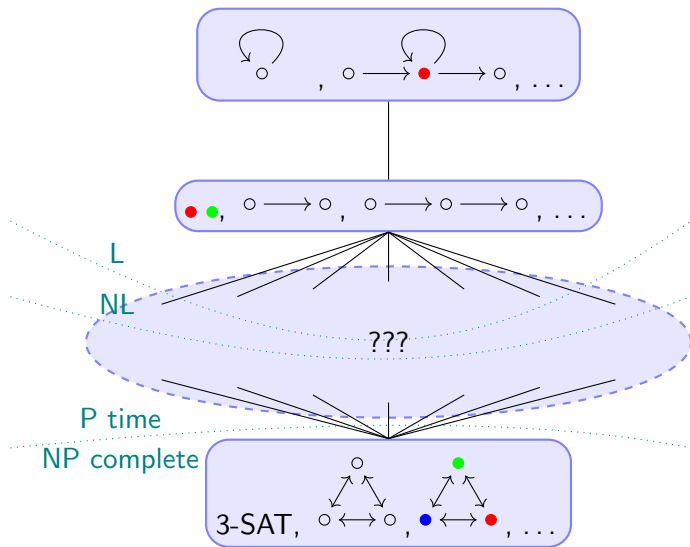 , , ...
, , , ...
L
NL
???
P time
NP complete
3-SAT, , , ...